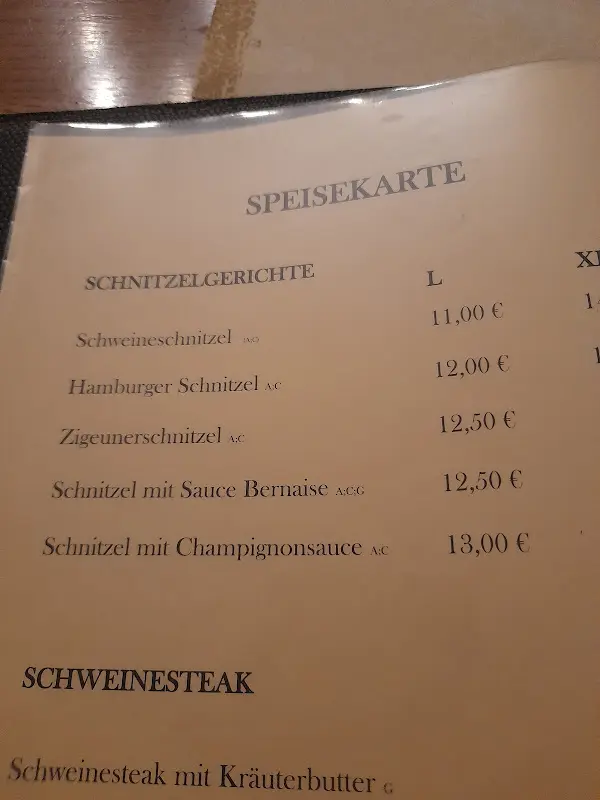 SPEISEKARTE
SCHNITZELGERICHTE L
Schweineschnitzel 11,00 €
Hamburger Schnitzel A;C 12,00 €
Zigeunerschnitzel A;C 12,50 €
Schnitzel mit Sauce Bernaise A;C;G 12,50 €
Schnitzel mit Champignonsauce A;C 13,00 €
SCHWEINESTEAK
Schweinesteak mit Kräuterbutter G